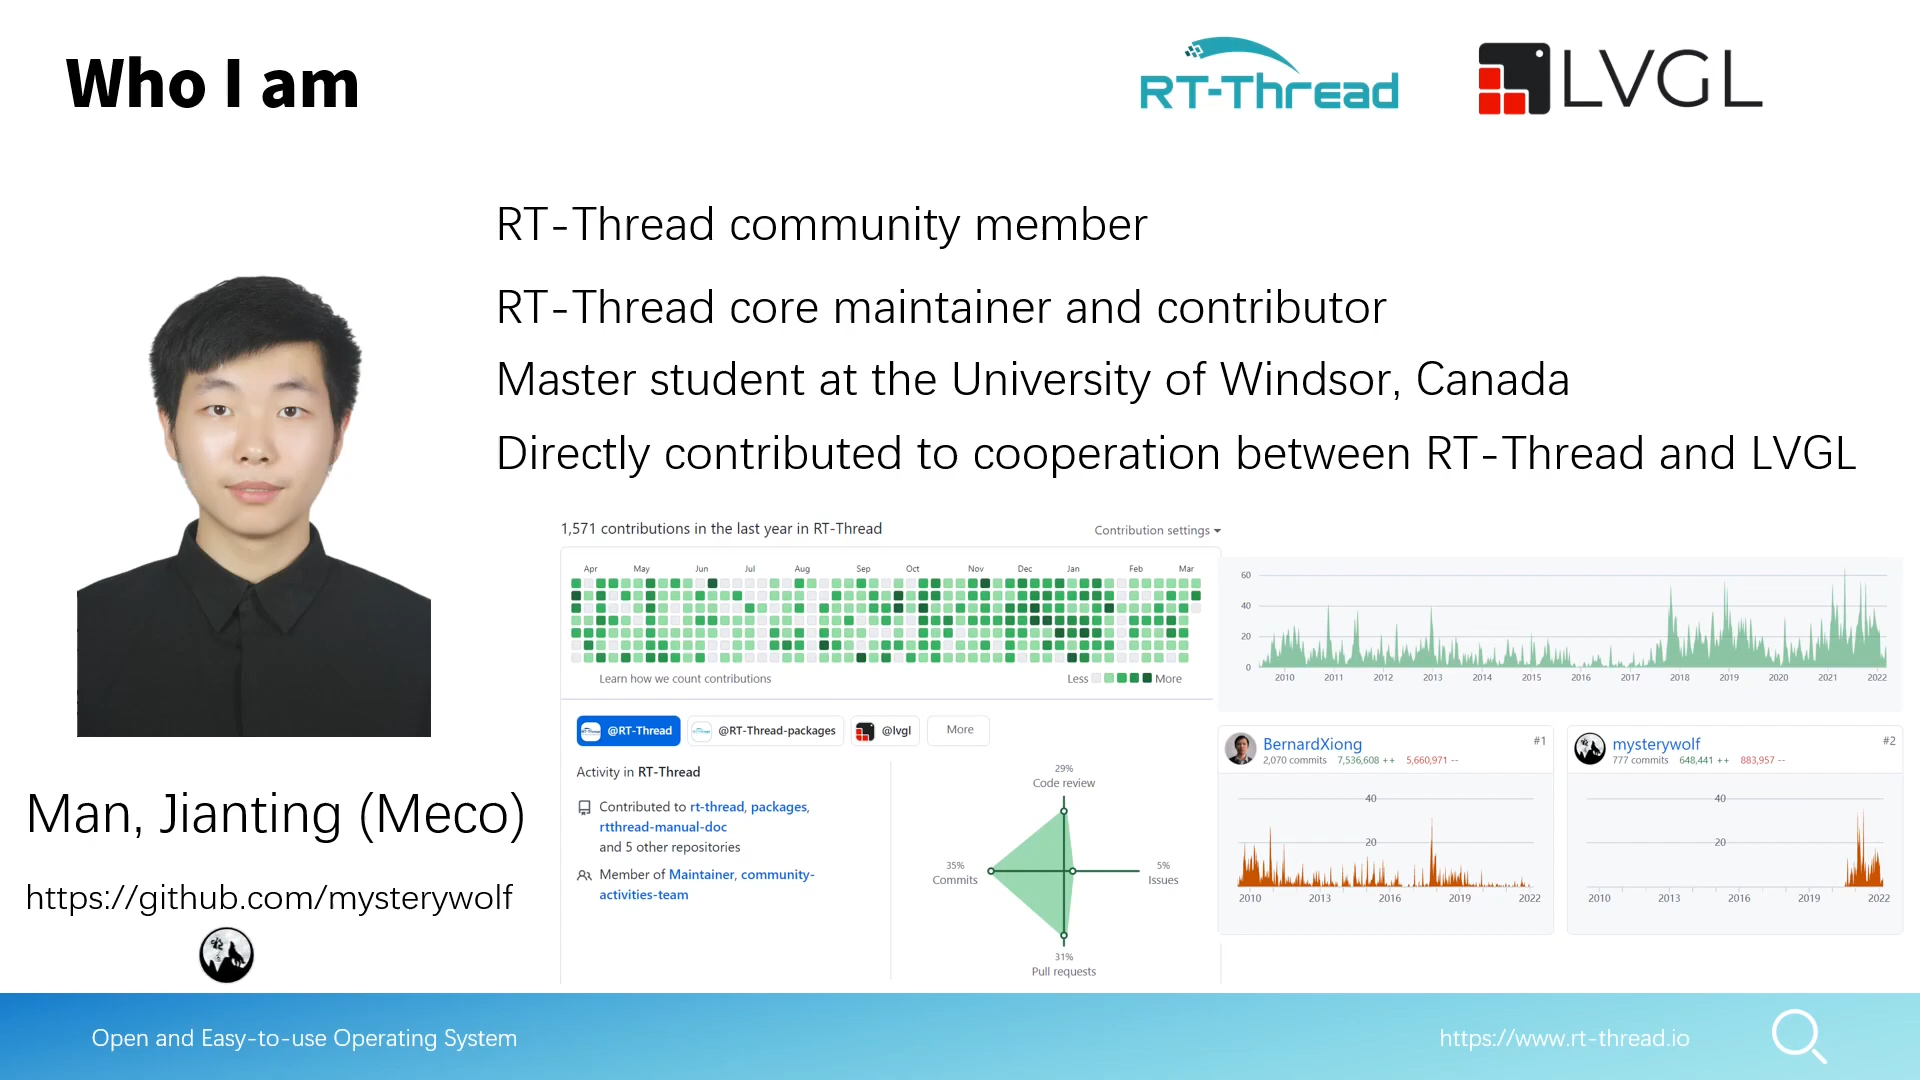 Who I am
RT-Thread
LVGL
RT-Thread community member
RT-Thread core maintainer and contributor
Master student at the University of Windsor, Canada
Directly contributed to cooperation between RT-Thread and LVGL
Man, Jianting (Meco)
https://github.com/mysterywolf
1,571 contributions in the last year in RT-Thread
Contribution settings
Apr May Jun Jul Aug Sep Oct Nov Dec Jan Feb Mar
Learn how we count contributions
Less More
@RT-Thread @RT-Thread-packages @lvgl More
Activity in RT-Thread
Contributed to rt-thread, packages,
rtthread-manual-doc
and 5 other repositories
Member of Maintainer, community-
activities-team
29%
Code review
35%
Commits
5%
Issues
31%
Pull requests
60
40
20
0
2010 2011 2012 2013 2014 2015 2016 2017 2018 2019 2020 2021 2022
BernardXiong #1
2,070 commits 7,536,608 ++ 5,660,971 --
40
20
2010 2013 2016 2019 2022
mysterywolf #2
777 commits 648,441 ++ 883,957 --
40
20
2010 2013 2016 2019 2022
Open and Easy-to-use Operating System
https://www.rt-thread.io